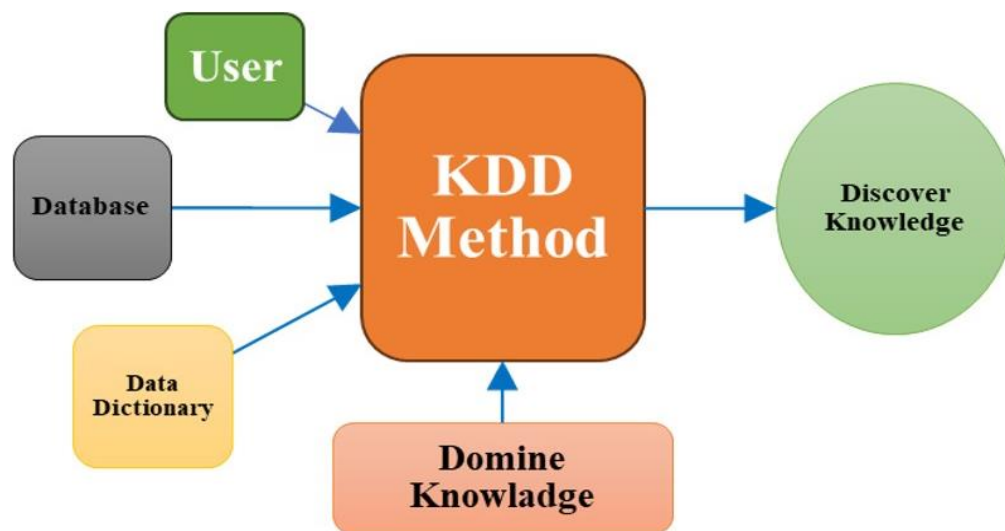 User
Database
KDD
Method
Discover
Knowledge
Data
Dictionary
Domine
Knowladge